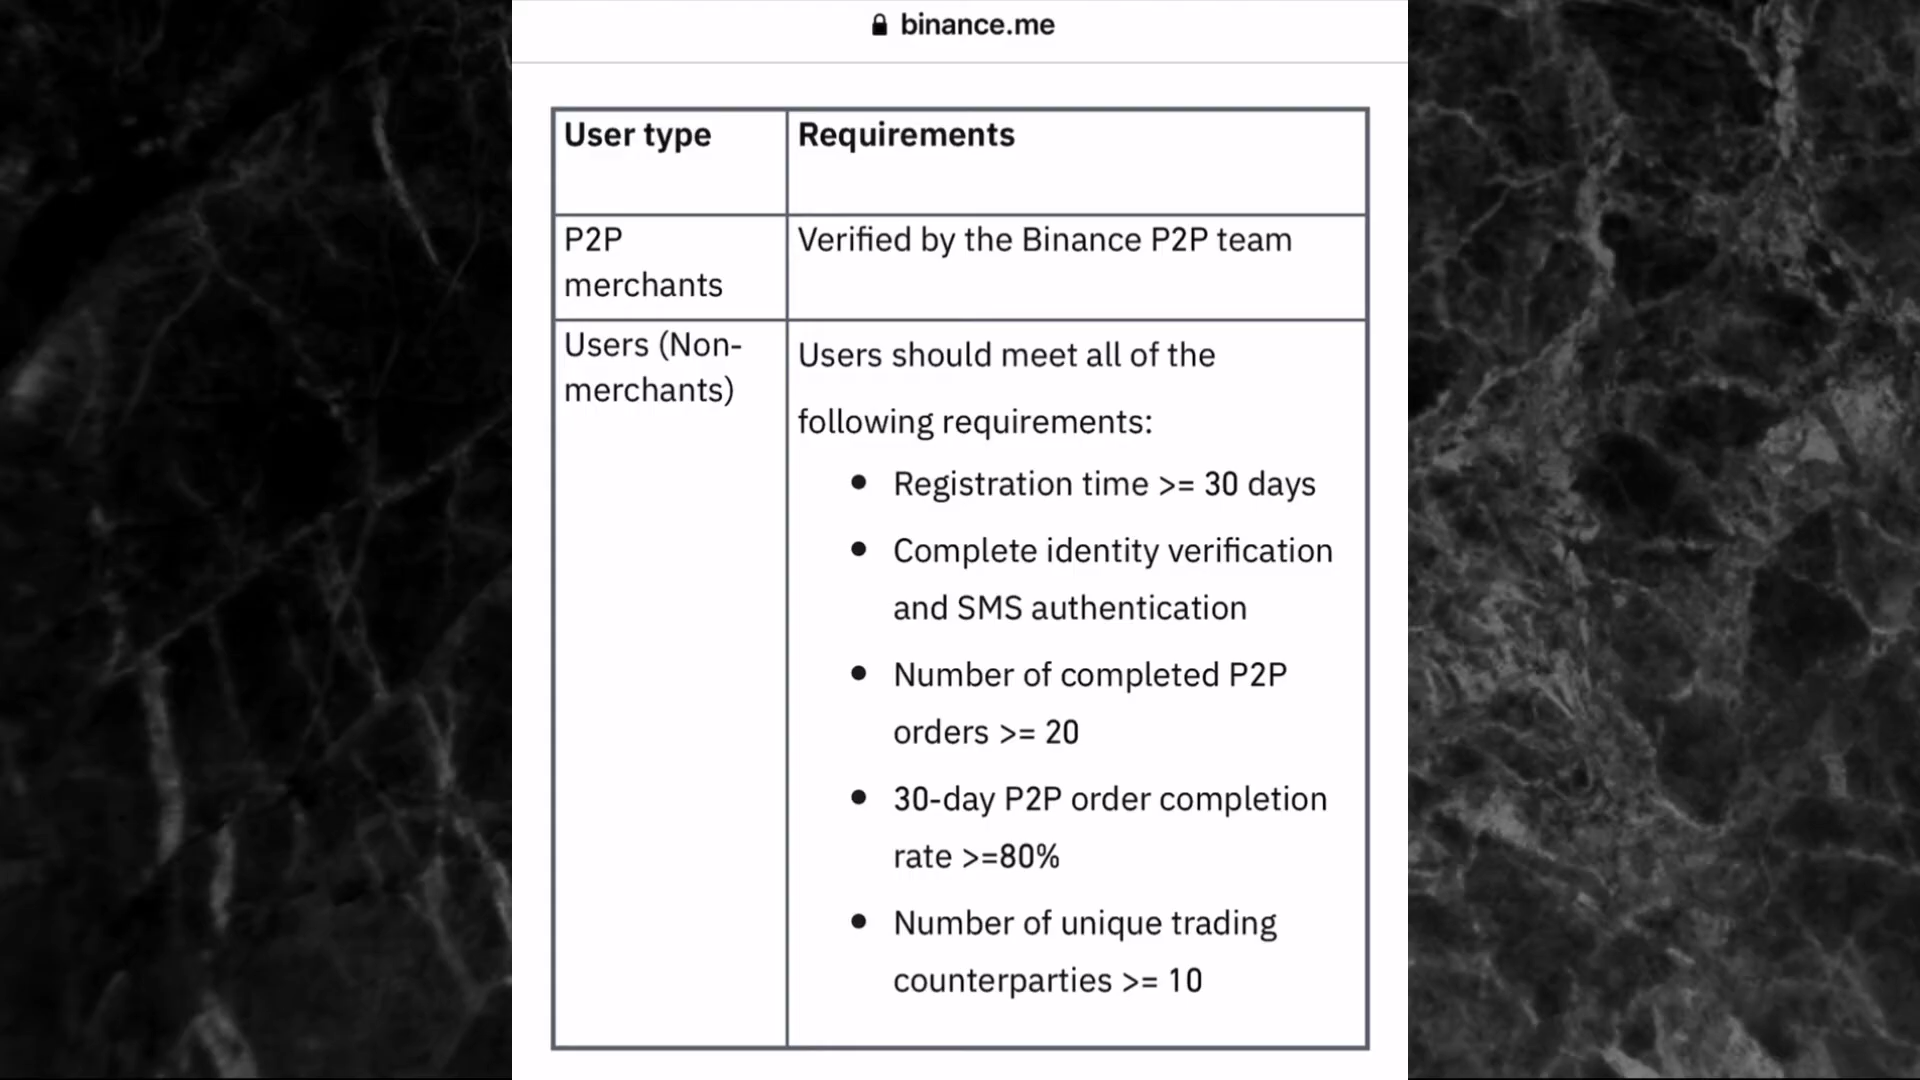 binance.me
User type
Requirements
P2P
merchants
Verified by the Binance P2P team
Users (Non-
merchants)
Users should meet all of the
following requirements:
• Registration time >= 30 days
• Complete identity verification
and SMS authentication
• Number of completed P2P
orders >= 20
• 30-day P2P order completion
rate >=80%
• Number of unique trading
counterparties >= 10